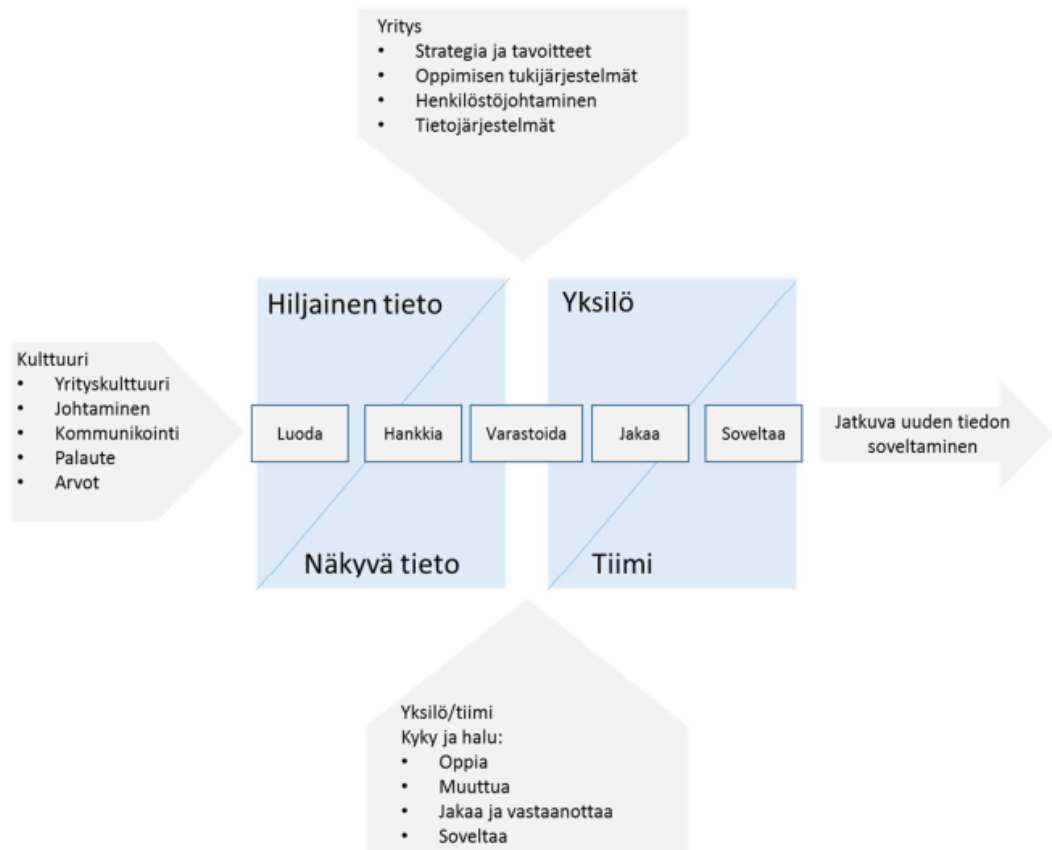 Yritys
• Strategia ja tavoitteet
• Oppimisen tukijärjestelmät
• Henkilöstöjohtaminen
• Tietojärjestelmät
Hiljainen tieto
Yksilö
Kulttuuri
• Yrityskulttuuri
• Johtaminen
• Kommunikointi
• Palaute
• Arvot
Luoda
Hankkia
Varastoida
Jakaa
Soveltaa
Jatkuva uuden tiedon
soveltaminen
Näkyvä tieto
Tiimi
Yksilö/tiimi
Kyky ja halu:
• Oppia
• Muuttua
• Jakaa ja vastaanottaa
• Soveltaa